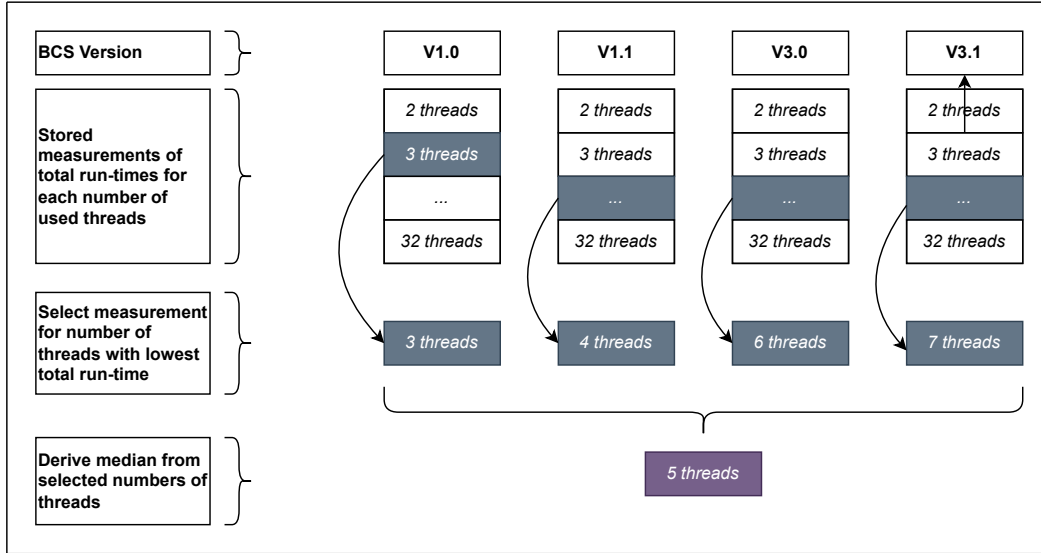 BCS Version
V1.0
V1.1
V3.0
V3.1
Stored
measurements of
total run-times for
each number of
used threads
2 threads
2 threads
2 threads
2 threads
3 threads
3 threads
3 threads
3 threads
...
...
...
...
32 threads
32 threads
32 threads
32 threads
Select measurement
for number of
threads with lowest
total run-time
3 threads
4 threads
6 threads
7 threads
Derive median from
selected numbers of
threads
5 threads